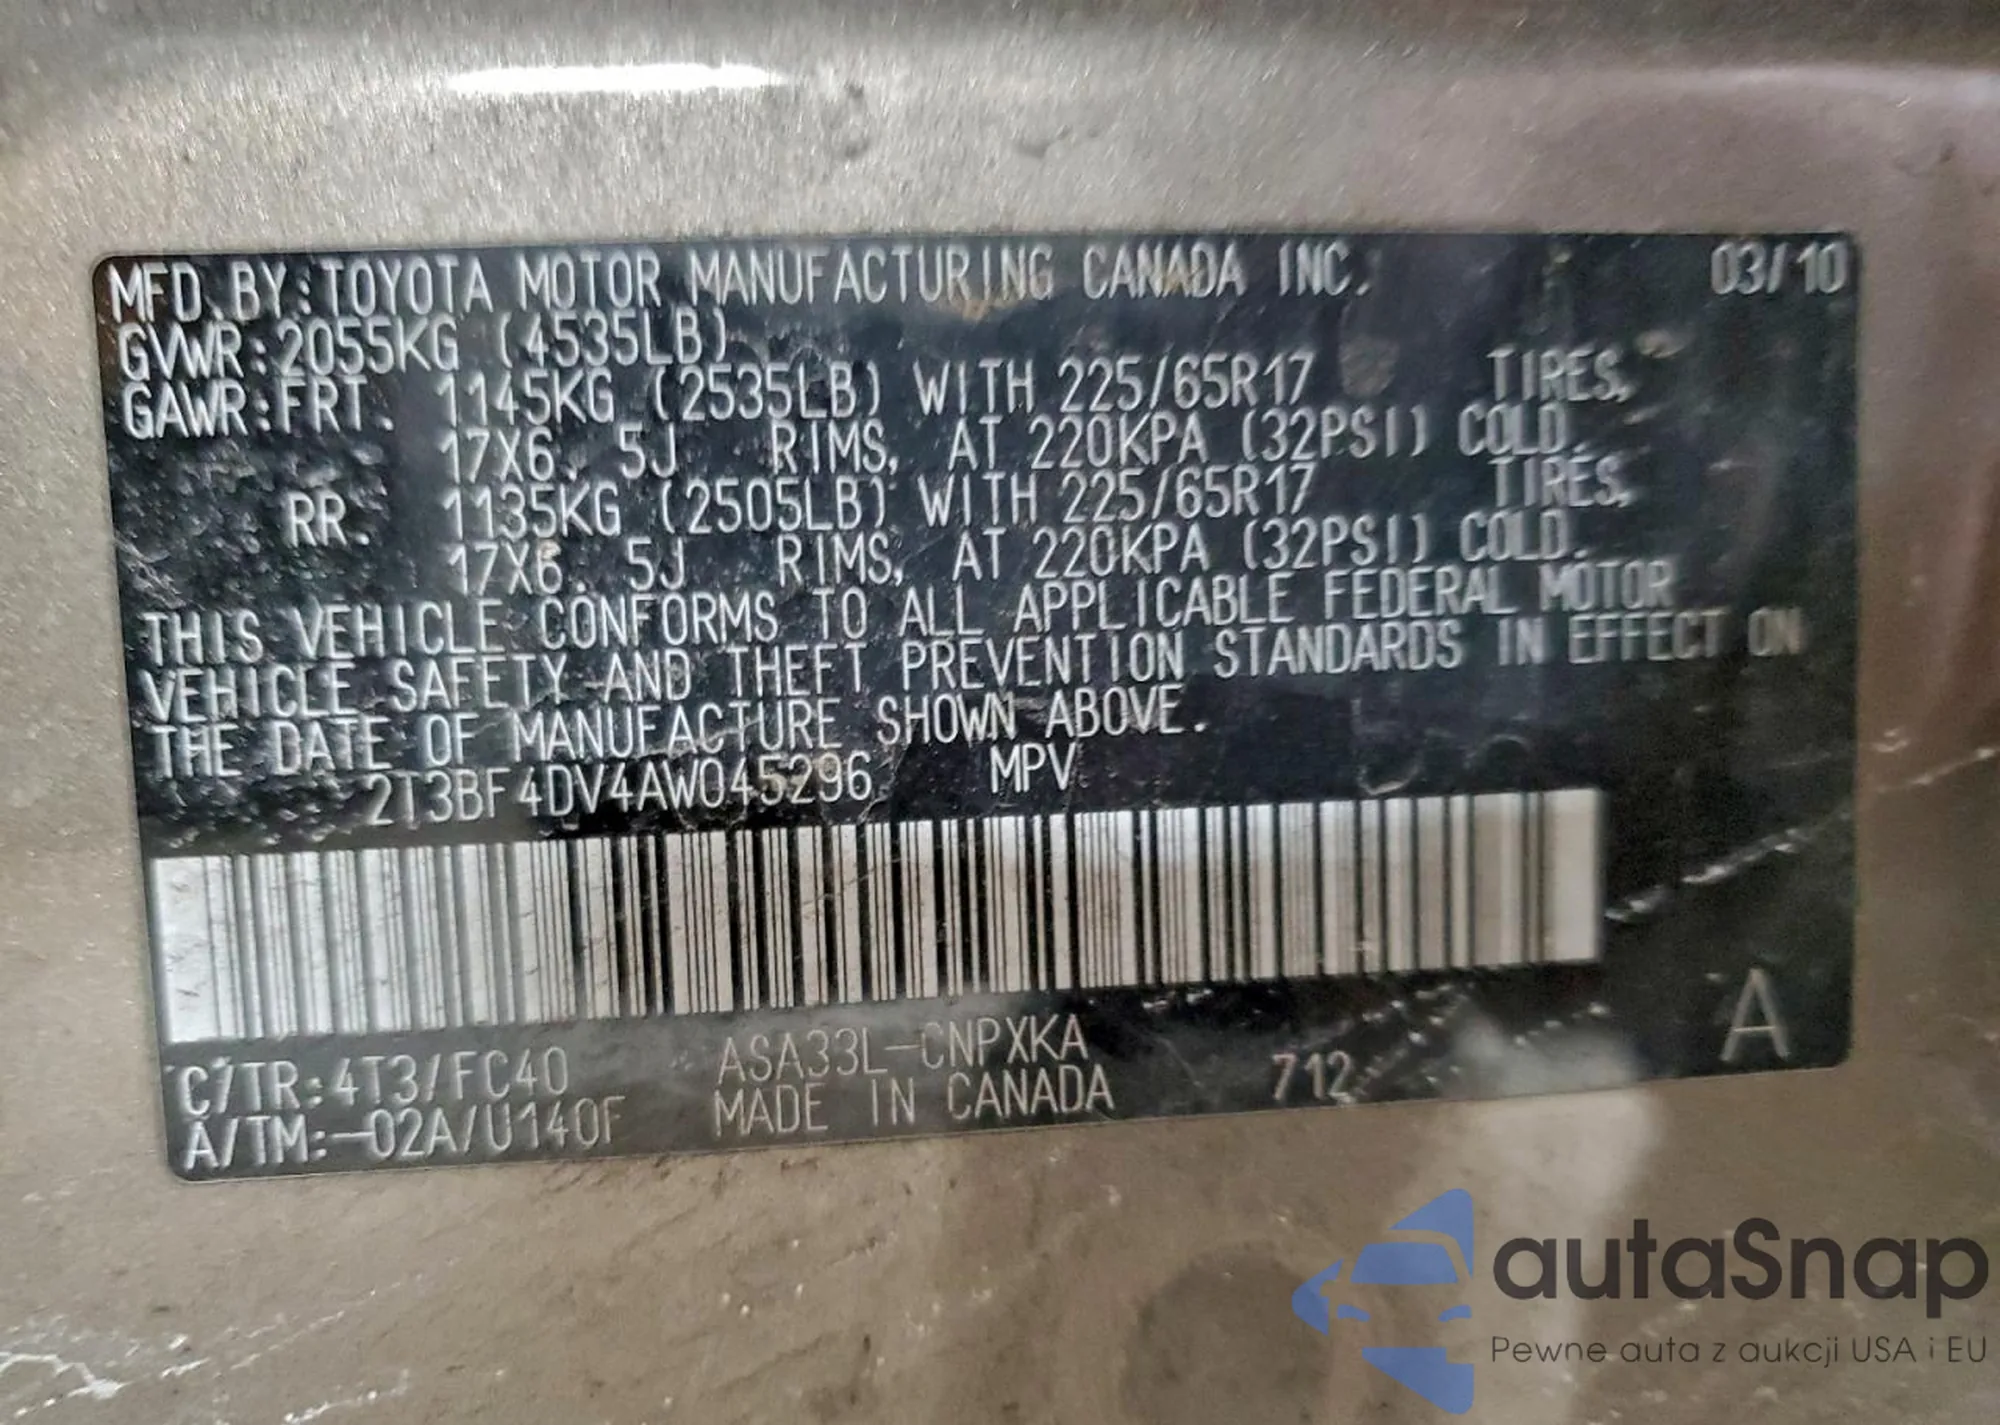 MFD. BY: TOYOTA MOTOR MANUFACTURING CANADA INC. 03/10
GVWR: 2055KG (4535LB)
GAWR: FRT. 1145KG (2535LB) WITH 225/65R17 TIRES,
17X6.5J RIMS, AT 220KPA (32PSI) COLD.
RR. 1135KG (2505LB) WITH 225/65R17 TIRES,
17X6.5J RIMS, AT 220KPA (32PSI) COLD.
THIS VEHICLE CONFORMS TO ALL APPLICABLE FEDERAL MOTOR
VEHICLE SAFETY AND THEFT PREVENTION STANDARDS IN EFFECT ON
THE DATE OF MANUFACTURE SHOWN ABOVE.
2T3BF4DV4AW045296 MPV
C/TR: 4T3/FC40 ASA33L-CNPXKA 712 A
A/TM: -02A/U140F MADE IN CANADA
autaSnap
Pewne auta z aukcji USA i EU